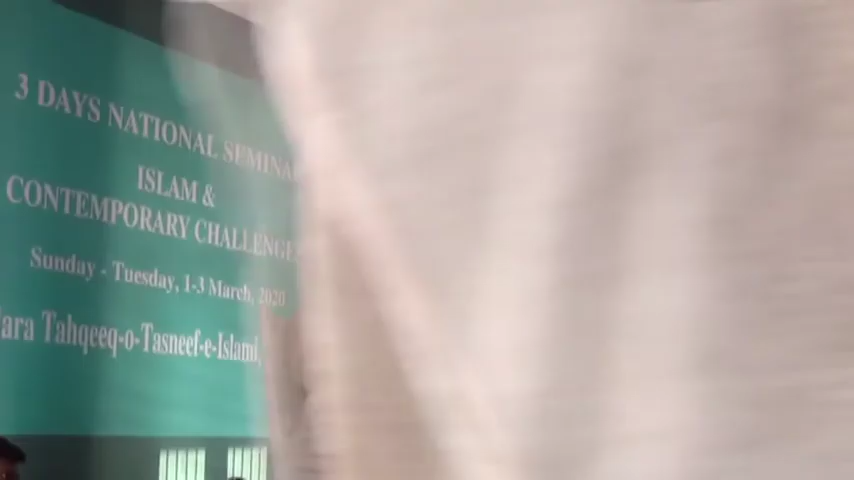 3 DAYS NATIONAL SEMINA
ISLAM &
CONTEMPORARY CHALLENGE
Sunday - Tuesday, 1-3 March, 2020
ara Tahqeeq-o-Tasneef-e-Islami,